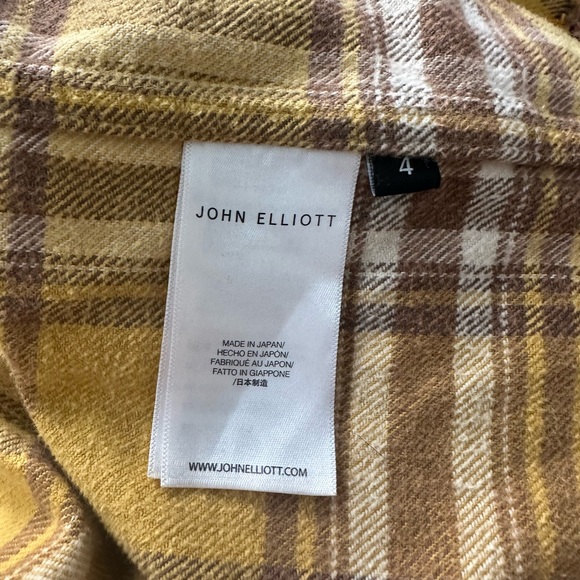 JOHN ELLIOTT
4
MADE IN JAPAN/
HECHO EN JAPÓN/
FABRIQUÉ AU JAPON/
FATTO IN GIAPPONE
/日本制造
WWW.JOHNELLIOTT.COM